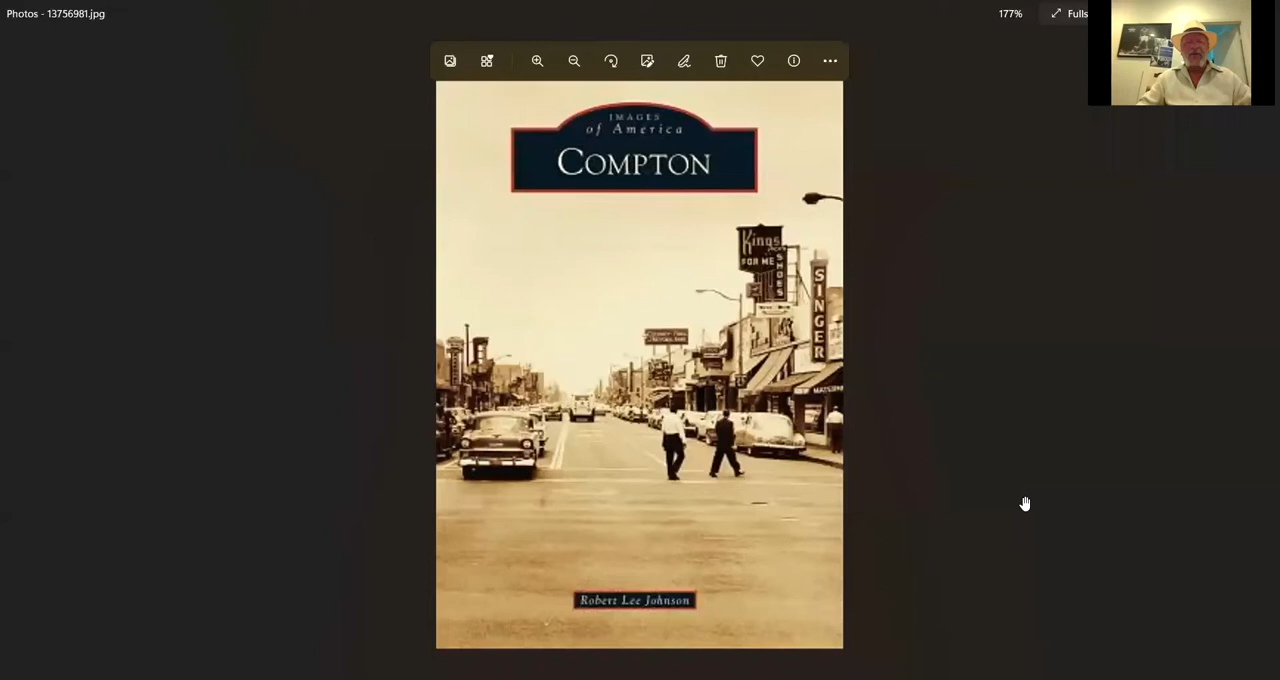 Photos - 13756981.jpg
177%
Fulls
IMAGES
of America
COMPTON
Kings
FOR ME
SHOES
SINGER
Robert Lee Johnson